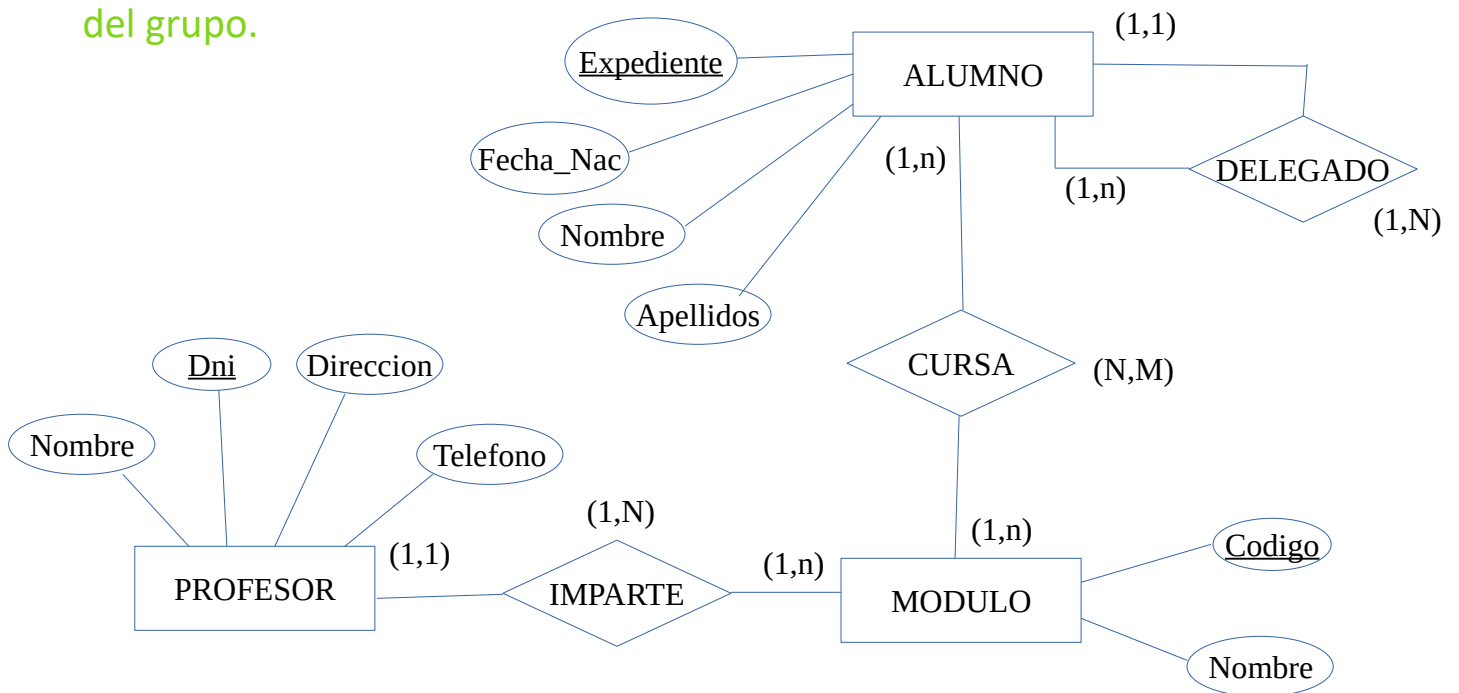 del grupo.
(1,1)
Expediente
ALUMNO
Fecha_Nac
(1,n)
DELEGADO
(1,n)
(1,N)
Nombre
Apellidos
CURSA
(N,M)
Dni
Direccion
Nombre
Telefono
(1,N)
(1,1)
(1,n)
(1,n)
Codigo
PROFESOR
IMPARTE
MODULO
Nombre